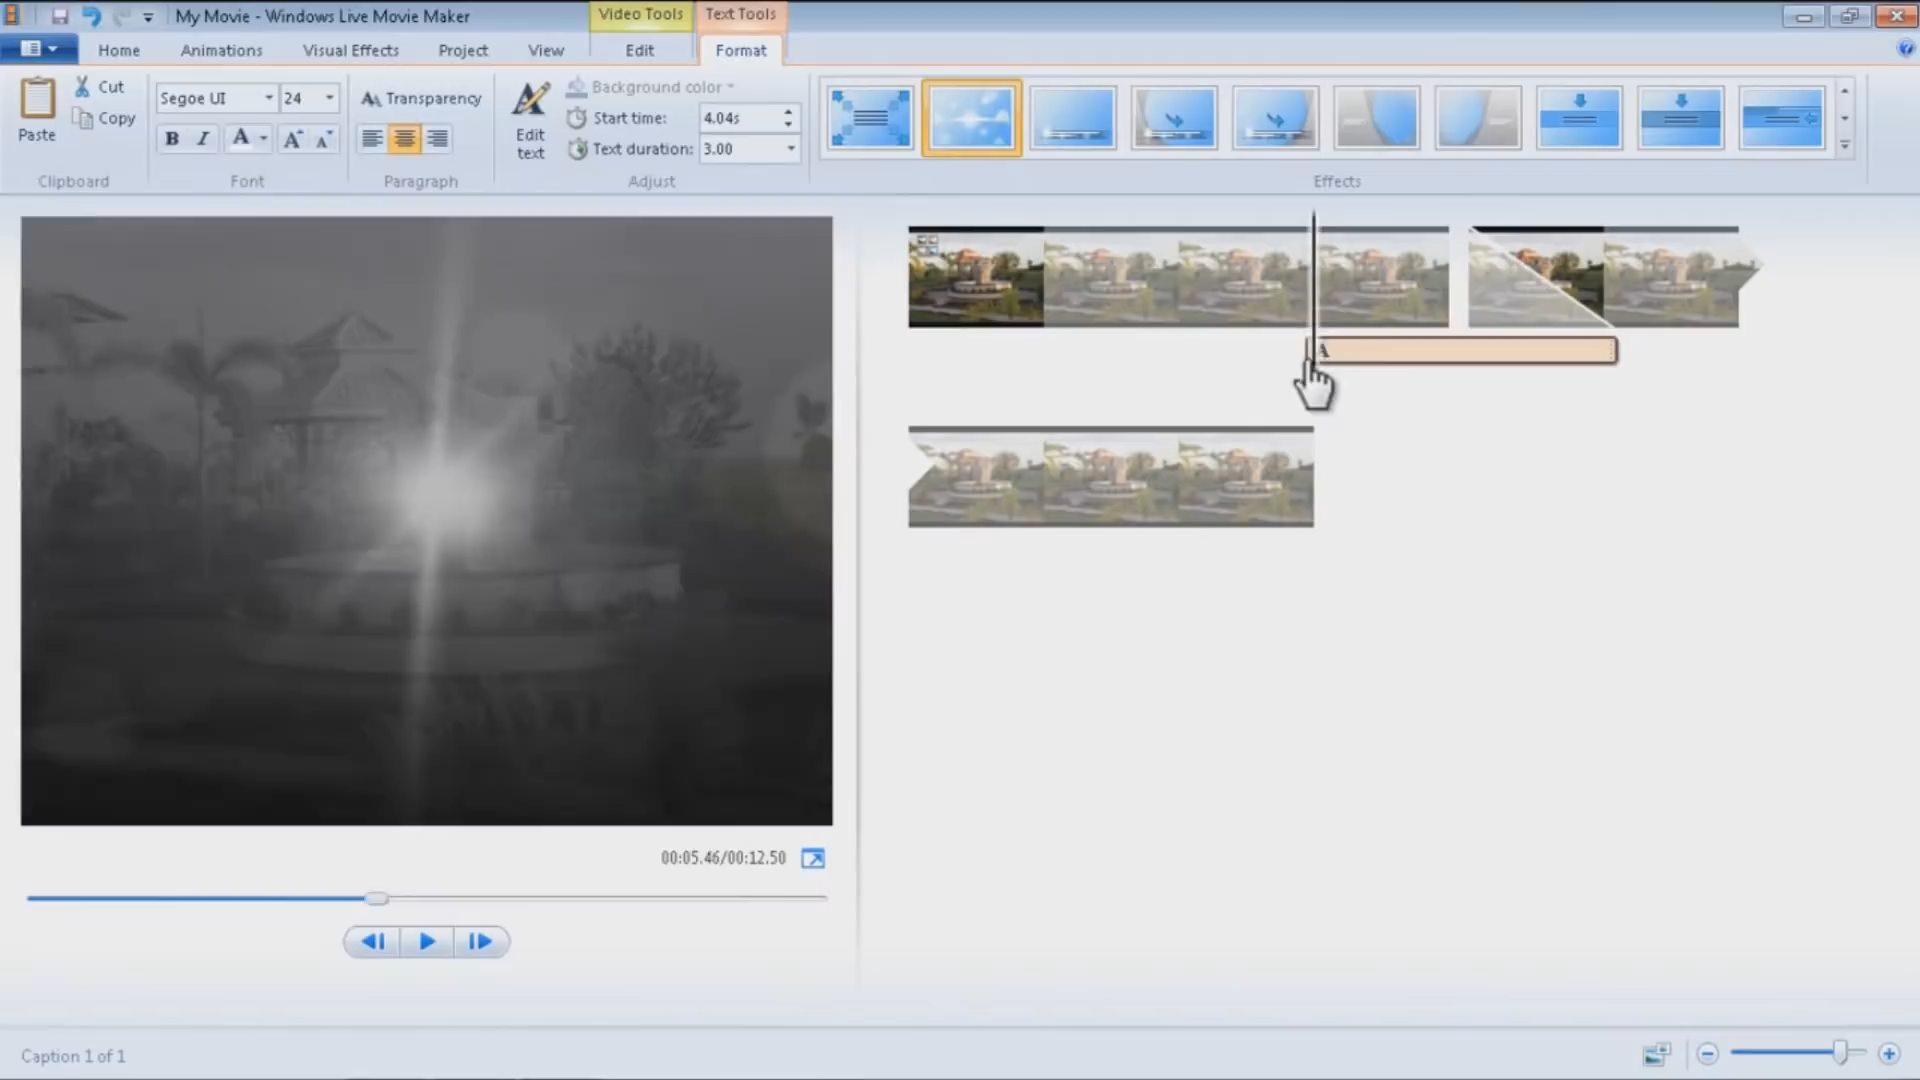 My Movie - Windows Live Movie Maker
Video Tools
Text Tools
Home
Animations
Visual Effects
Project
View
Edit
Format
Paste
Cut
Copy
Clipboard
Segoe UI
24
B
I
A
A
A
Font
Transparency
Paragraph
Edit
text
Background color
Start time:
4.04s
Text duration:
3.00
Adjust
Effects
A
00:05.46/00:12.50
Caption 1 of 1